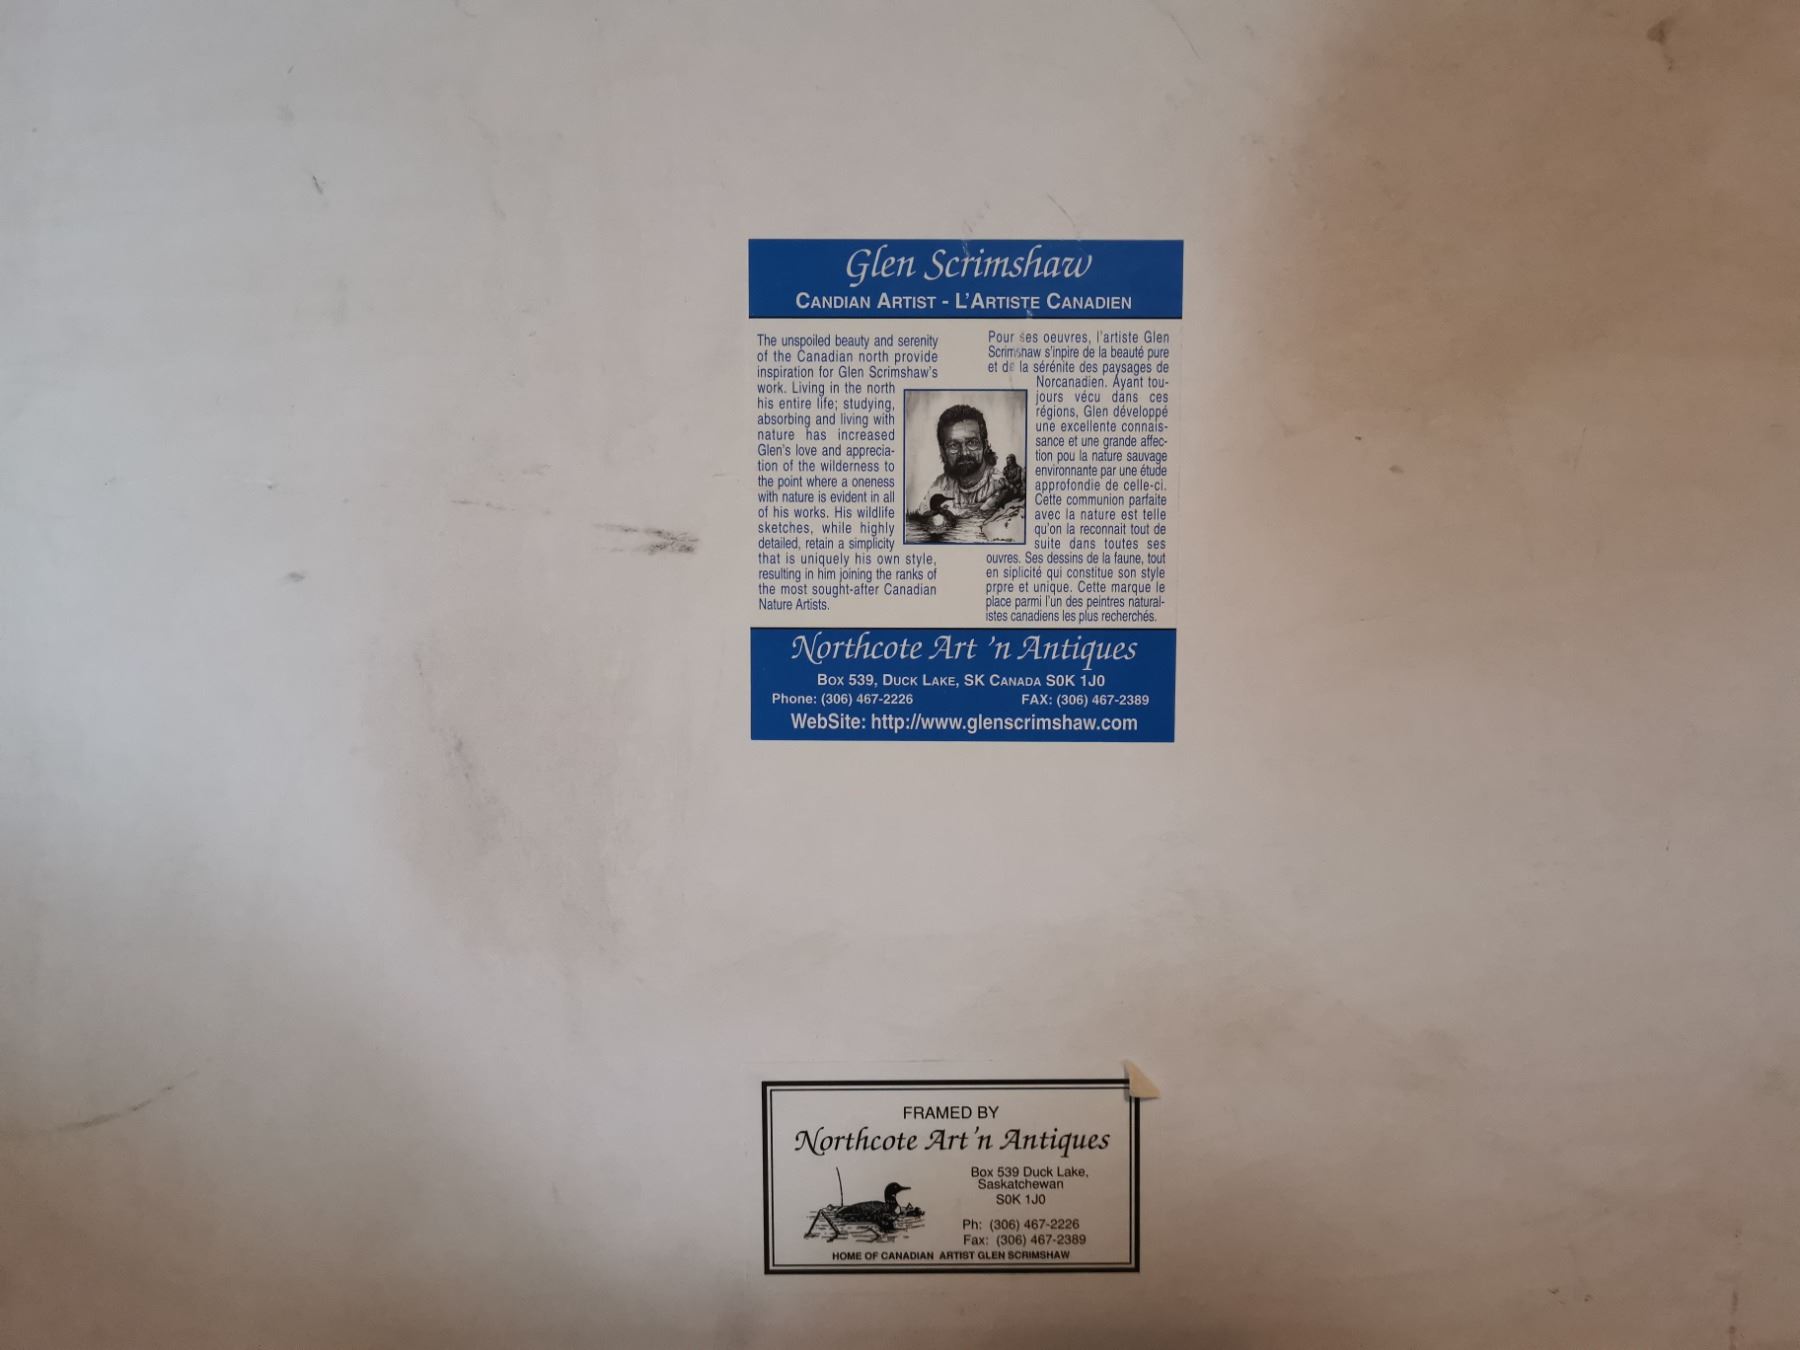 Glen Scrimshaw
CANDIAN ARTIST - L'ARTISTE CANADIEN
The unspoiled beauty and serenity
of the Canadian north provide
inspiration for Glen Scrimshaw's
work. Living in the north
his entire life; studying,
absorbing and living with
nature has increased
Glen's love and apprecia-
tion of the wilderness to
the point where a oneness
with nature is evident in all
of his works. His wildlife
sketches, while highly
detailed, retain a simplicity
that is uniquely his own style,
resulting in him joining the ranks of
the most sought-after Canadian
Nature Artists.
Pour ses oeuvres, l'artiste Glen
Scrimshaw s'inpire de la beauté pure
et de la sérénite des paysages de
Norcanadien. Ayant tou-
jours vécu dans ces
régions, Glen développé
une excellente connais-
sance et une grande affec-
tion pou la nature sauvage
environnante par une étude
approfondie de celle-ci.
Cette communion parfaite
avec la nature est telle
qu'on la reconnait tout de
suite dans toutes ses
ouvres. Ses dessins de la faune, tout
en siplicité qui constitue son style
prpre et unique. Cette marque le
place parmi l'un des peintres natural-
istes canadiens les plus recherchés.
Northcote Art 'n Antiques
BOX 539, DUCK LAKE, SK CANADA S0K 1J0
Phone: (306) 467-2226 FAX: (306) 467-2389
WebSite: http://www.glenscrimshaw.com
FRAMED BY
Northcote Art 'n Antiques
Box 539 Duck Lake,
Saskatchewan
S0K 1J0
Ph: (306) 467-2226
Fax: (306) 467-2389
HOME OF CANADIAN ARTIST GLEN SCRIMSHAW